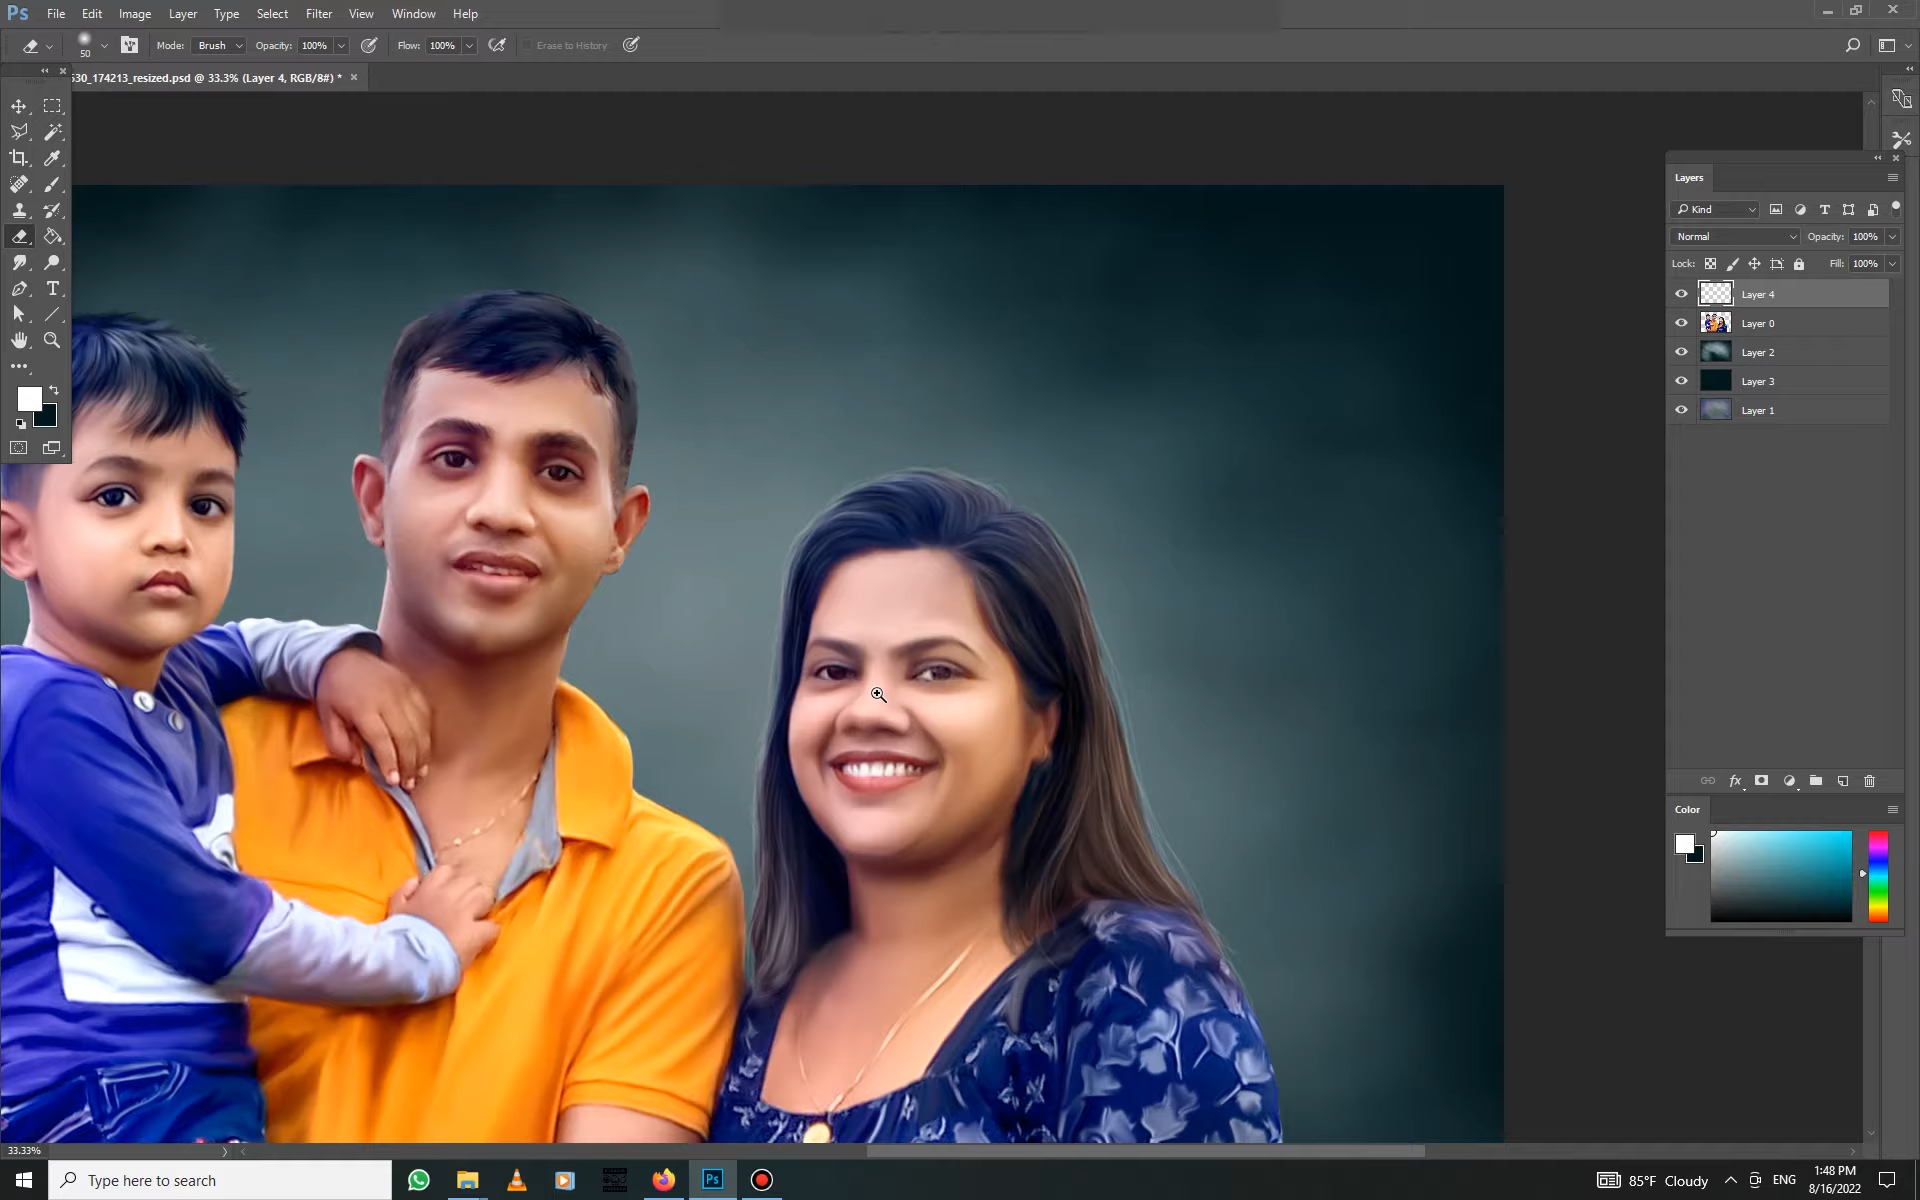 Ps File Edit Image Layer Type Select Filter View Window Help
50 Mode: Brush Opacity: 100% Flow: 100% Erase to History
530_174213_resized.psd @ 33.3% (Layer 4, RGB/8#) * ×
Layers
Kind
Normal Opacity: 100%
Lock: Fill: 100%
Layer 4
Layer 0
Layer 2
Layer 3
Layer 1
fx
Color
33.33%
Type here to search
Ps
85°F Cloudy
ENG
1:48 PM
8/16/2022